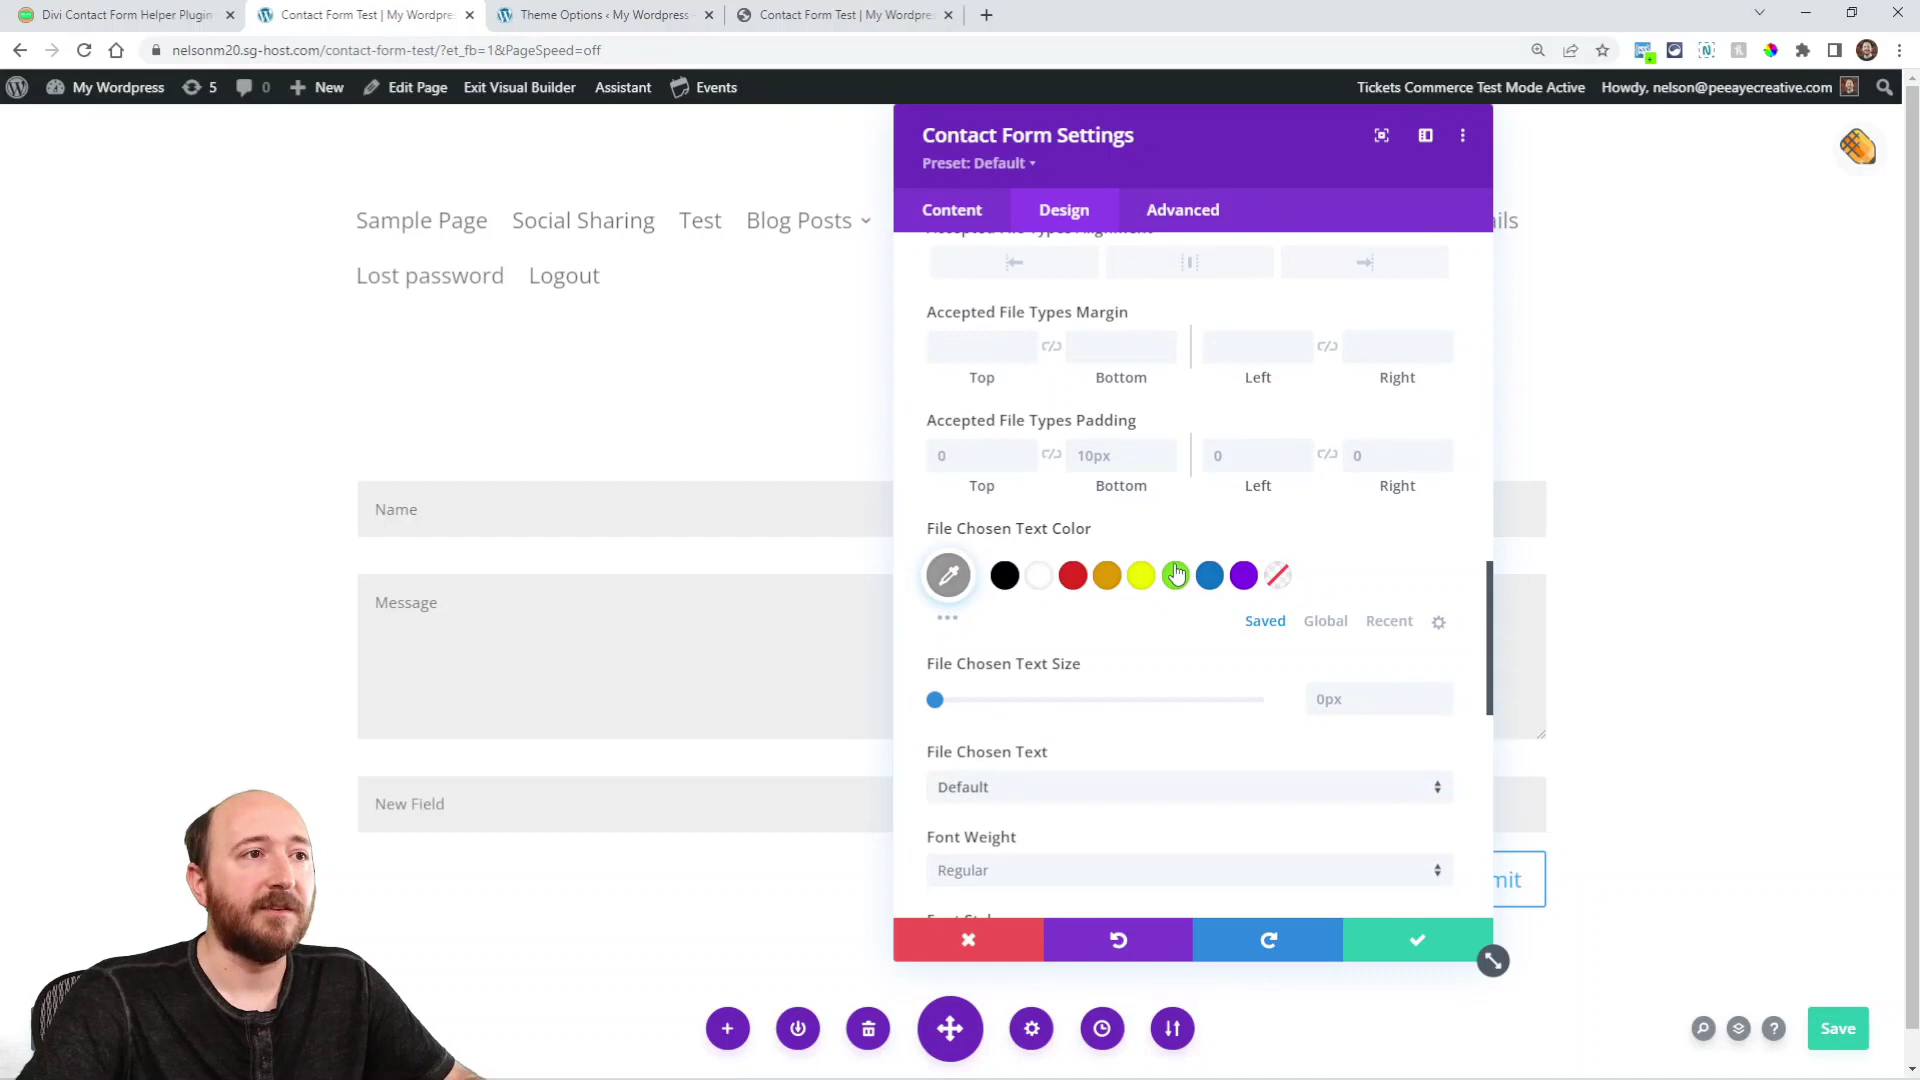 Divi Contact Form Helper Plugin
Contact Form Test | My Wordpre
Theme Options ‹ My Wordpress
Contact Form Test | My Wordpre
nelsonm20.sg-host.com/contact-form-test/?et_fb=1&PageSpeed=off
My Wordpress 5 0 New Edit Page Exit Visual Builder Assistant Events Tickets Commerce Test Mode Active Howdy, nelson@peeayecreative.com
Contact Form Settings
Preset: Default
Content Design Advanced
Sample Page Social Sharing Test Blog Posts
Lost password Logout
Accepted File Types Alignment
Accepted File Types Margin
Top Bottom Left Right
Accepted File Types Padding
0 10px 0 0
Top Bottom Left Right
Name
File Chosen Text Color
Message
Saved Global Recent
File Chosen Text Size
0px
File Chosen Text
Default
New Field
Font Weight
Regular
mit
Save